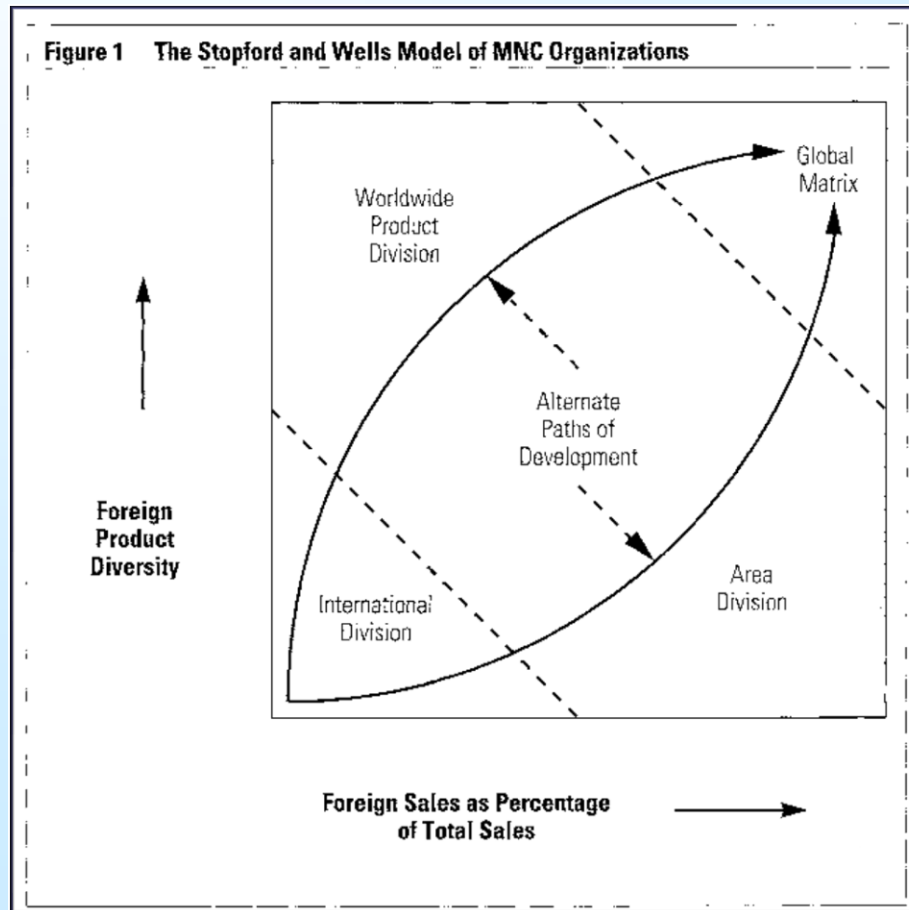 Figure 1 The Stopford and Wells Model of MNC Organizations
Global
Matrix
Worldwide
Product
Division
Alternate
Paths of
Development
Foreign
Product
Diversity
International
Division
Area
Division
Foreign Sales as Percentage
of Total Sales